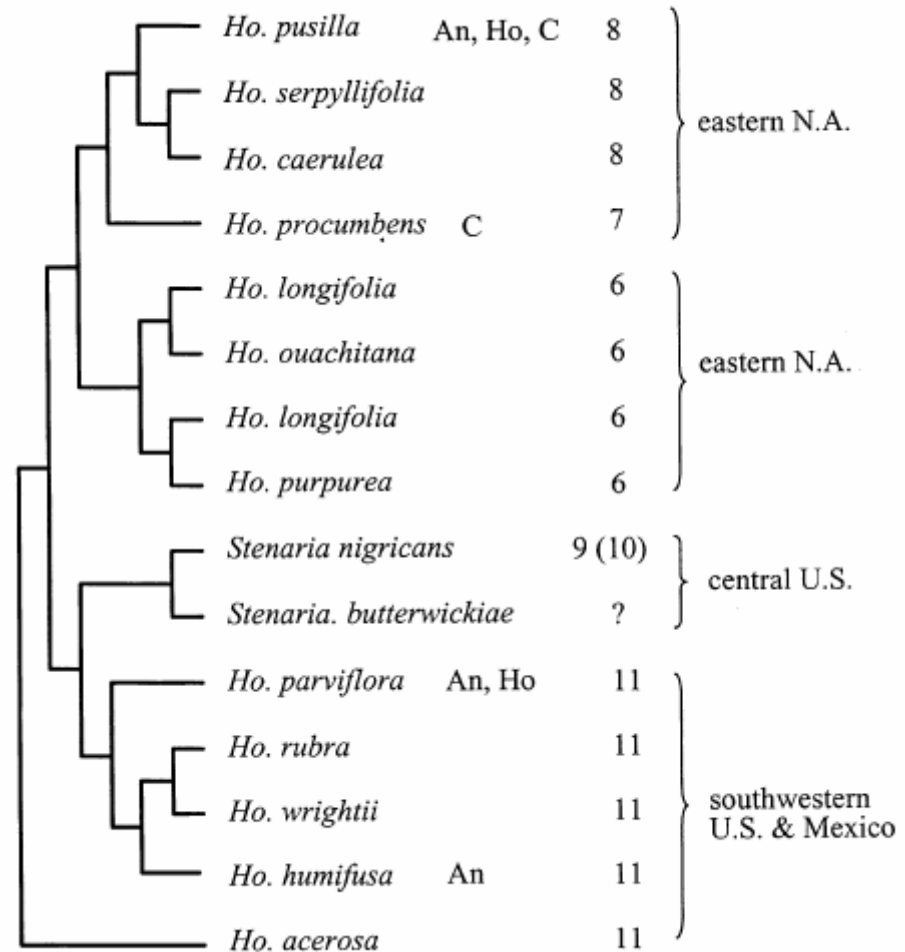 Ho. pusilla An, Ho, C 8
Ho. serpyllifolia 8
eastern N.A.
Ho. caerulea 8
Ho. procumbens C 7
Ho. longifolia 6
Ho. ouachitana 6
eastern N.A.
Ho. longifolia 6
Ho. purpurea 6
Stenaria nigricans 9 (10)
central U.S.
Stenaria. butterwickiae ?
Ho. parviflora An, Ho 11
Ho. rubra 11
southwestern
U.S. & Mexico
Ho. wrightii 11
Ho. humifusa An 11
Ho. acerosa 11